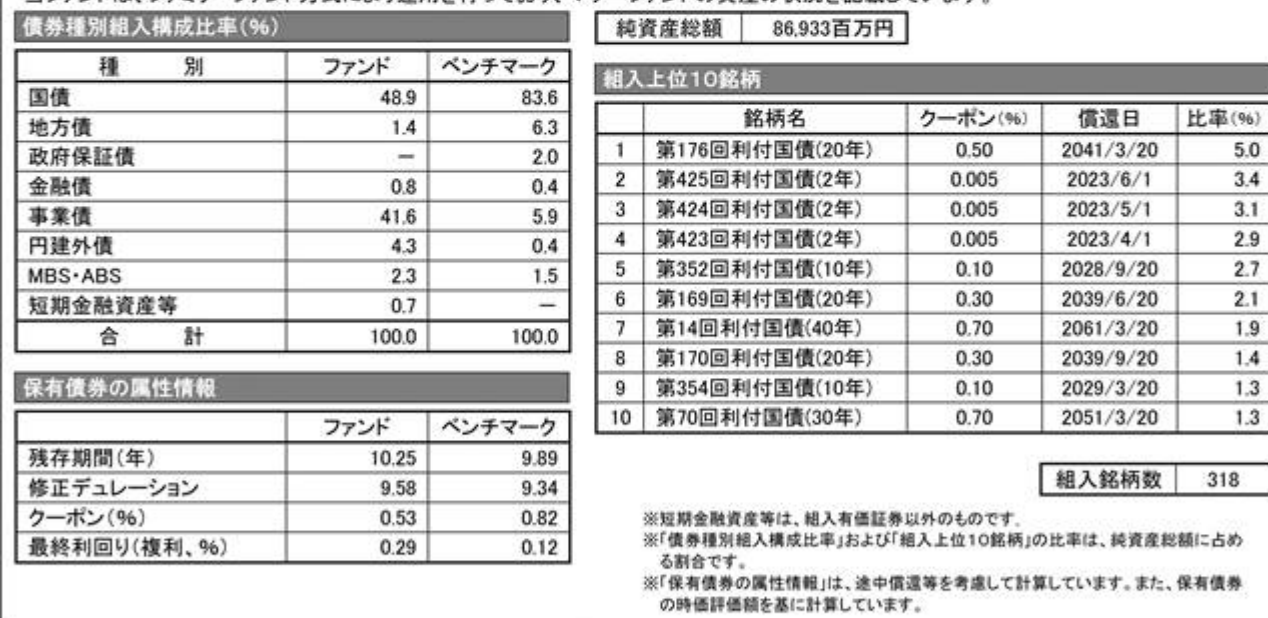 債券種別組入構成比率(%)
種 別 ファンド ベンチマーク
国債 48.9 83.6
地方債 1.4 6.3
政府保証債 — 2.0
金融債 0.8 0.4
事業債 41.6 5.9
円建外債 4.3 0.4
MBS・ABS 2.3 1.5
短期金融資産等 0.7 —
合 計 100.0 100.0
保有債券の属性情報
ファンド ベンチマーク
残存期間(年) 10.25 9.89
修正デュレーション 9.58 9.34
クーポン(%) 0.53 0.82
最終利回り(複利、%) 0.29 0.12
純資産総額 86,933百万円
組入上位10銘柄
銘柄名 クーポン(%) 償還日 比率(%)
1 第176回利付国債(20年) 0.50 2041/3/20 5.0
2 第425回利付国債(2年) 0.005 2023/6/1 3.4
3 第424回利付国債(2年) 0.005 2023/5/1 3.1
4 第423回利付国債(2年) 0.005 2023/4/1 2.9
5 第352回利付国債(10年) 0.10 2028/9/20 2.7
6 第169回利付国債(20年) 0.30 2039/6/20 2.1
7 第14回利付国債(40年) 0.70 2061/3/20 1.9
8 第170回利付国債(20年) 0.30 2039/9/20 1.4
9 第354回利付国債(10年) 0.10 2029/3/20 1.3
10 第70回利付国債(30年) 0.70 2051/3/20 1.3
組入銘柄数 318
※短期金融資産等は、組入有価証券以外のものです。
※「債券種別組入構成比率」および「組入上位10銘柄」の比率は、純資産総額に占め
る割合です。
※「保有債券の属性情報」は、途中償還等を考慮して計算しています。また、保有債券
の時価評価額を基に計算しています。